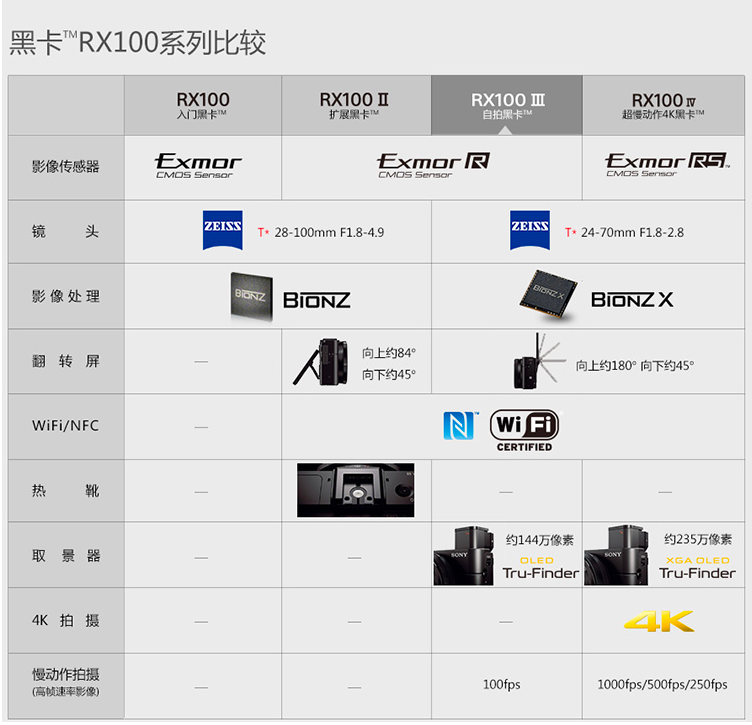 黑卡™RX100系列比较
RX100
入门黑卡™
RX100 II
扩展黑卡™
RX100 III
自拍黑卡™
RX100 IV
超慢动作4K黑卡™
影像传感器
Exmor
CMOS Sensor
Exmor R
CMOS Sensor
Exmor RS™
CMOS Sensor
镜 头
ZEISS
T* 28-100mm F1.8-4.9
ZEISS
T* 24-70mm F1.8-2.8
影像处理
BIONZ
BIONZ
BIONZ X
BIONZ X
翻转屏
—
向上约84°
向下约45°
向上约180° 向下约45°
WiFi/NFC
—
N™
Wi Fi
CERTIFIED
热 靴
—
—
—
取景器
—
—
SONY
约144万像素
OLED
Tru-Finder
SONY
约235万像素
XGA OLED
Tru-Finder
4K 拍摄
—
—
—
4K
慢动作拍摄
(高帧速率影像)
—
—
100fps
1000fps/500fps/250fps